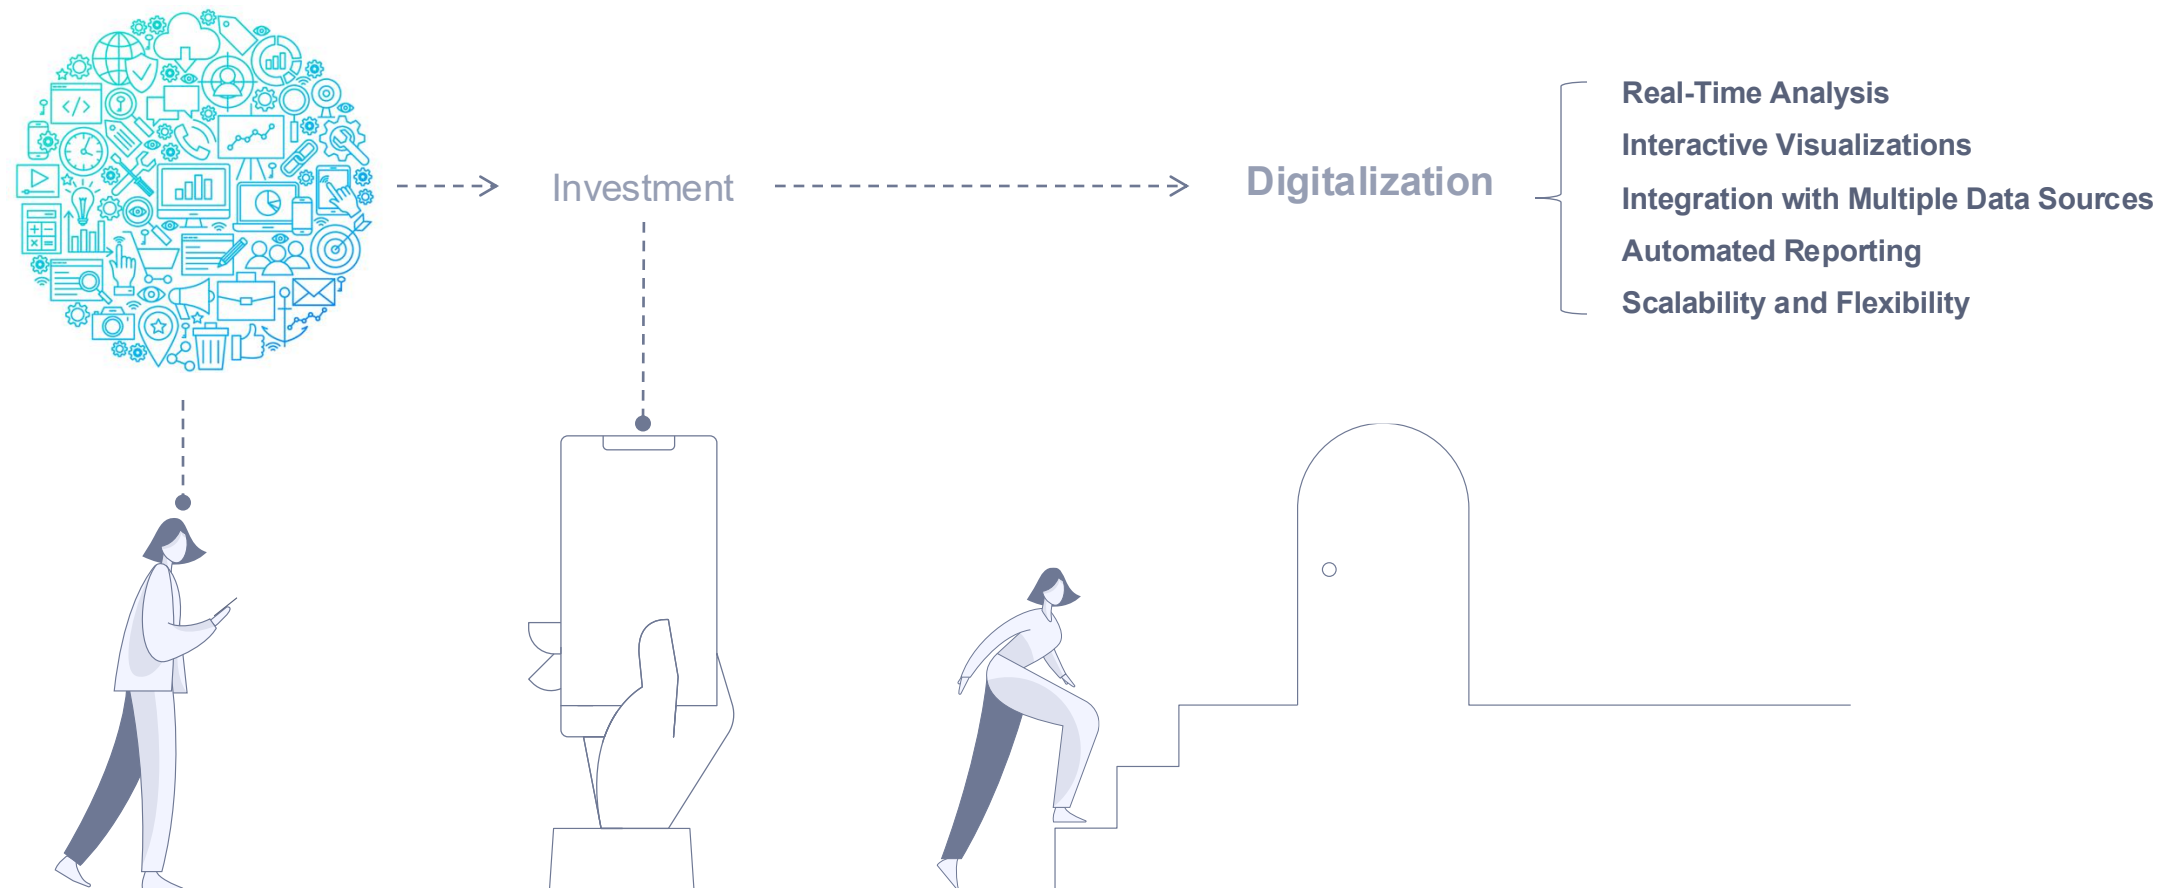 Investment
Digitalization
Real-Time Analysis
Interactive Visualizations
Integration with Multiple Data Sources
Automated Reporting
Scalability and Flexibility